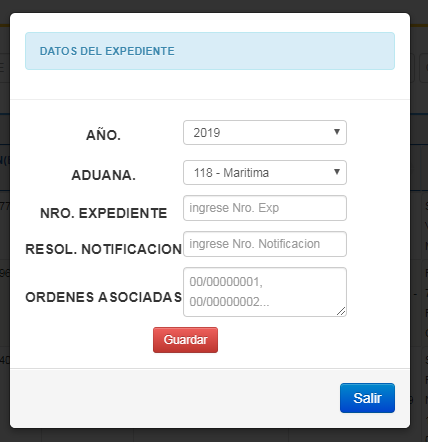 DATOS DEL EXPEDIENTE
AÑO. 2019
ADUANA. 118 - Maritima
NRO. EXPEDIENTE ingrese Nro. Exp
RESOL. NOTIFICACION ingrese Nro. Notificacion
ORDENES ASOCIADAS 00/00000001,
00/00000002...
Guardar
Salir